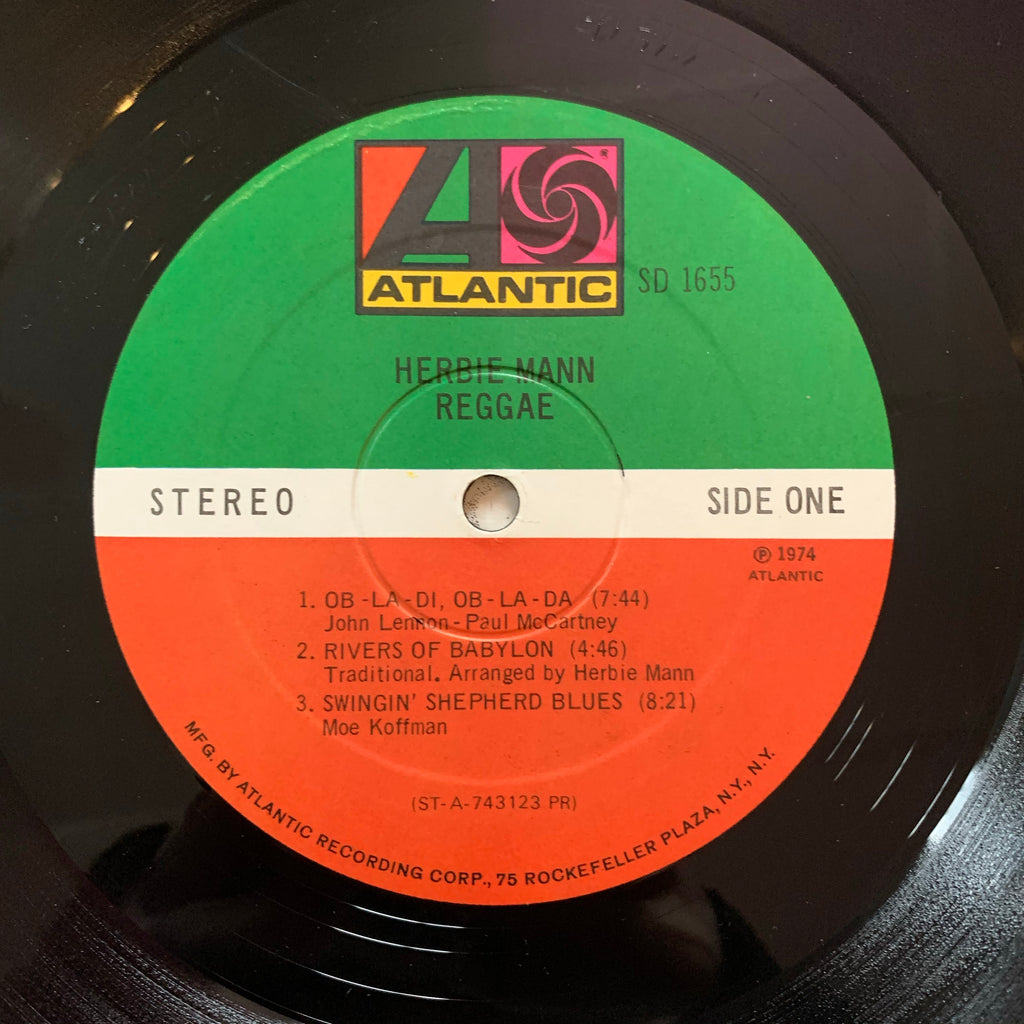 ATLANTIC
®
SD 1655
HERBIE MANN
REGGAE
STEREO
SIDE ONE
Ⓟ 1974
ATLANTIC
1. OB-LA-DI, OB-LA-DA (7:44)
John Lennon-Paul McCartney
2. RIVERS OF BABYLON (4:46)
Traditional. Arranged by Herbie Mann
3. SWINGIN' SHEPHERD BLUES (8:21)
Moe Koffman
(ST-A-743123 PR)
MFG. BY ATLANTIC RECORDING CORP., 75 ROCKEFELLER PLAZA, N.Y., N.Y.